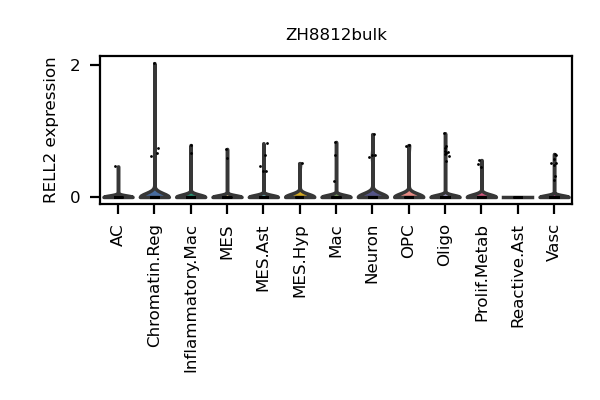 ZH8812bulk
RELL2 expression
2
0
AC
Chromatin.Reg
Inflammatory.Mac
MES
MES.Ast
MES.Hyp
Mac
Neuron
OPC
Oligo
Prolif.Metab
Reactive.Ast
Vasc